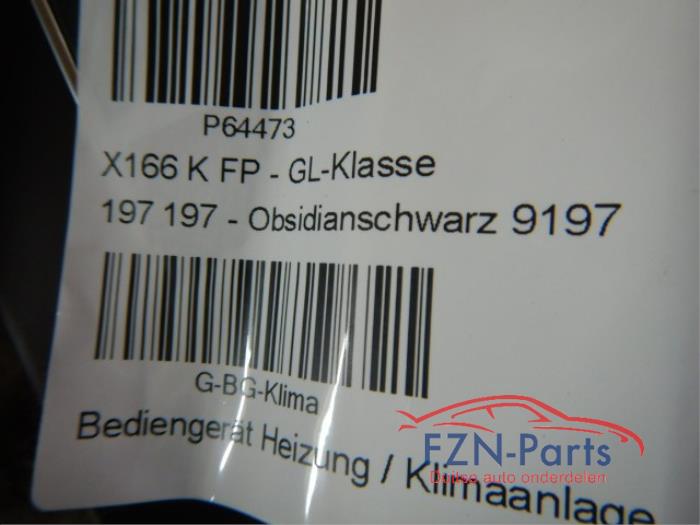 P64473
X166 K FP - GL-Klasse
197 197 - Obsidianschwarz 9197
G-BG-Klima
Bediengerät Heizung / Klimaanlage
FZN-Parts
Duitse auto onderdelen